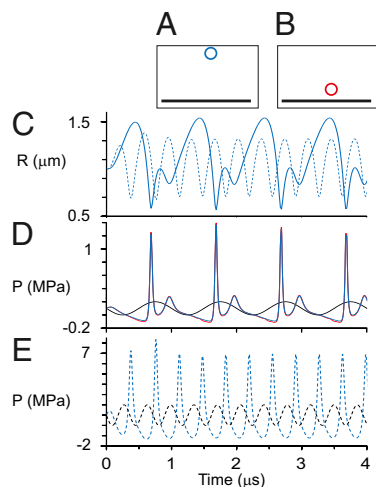 A B
C
1.5
R (μm)
0.5
D
1
P (MPa)
-0.2
E
7
P (MPa)
-2
0 1 2 3 4
Time (μs)